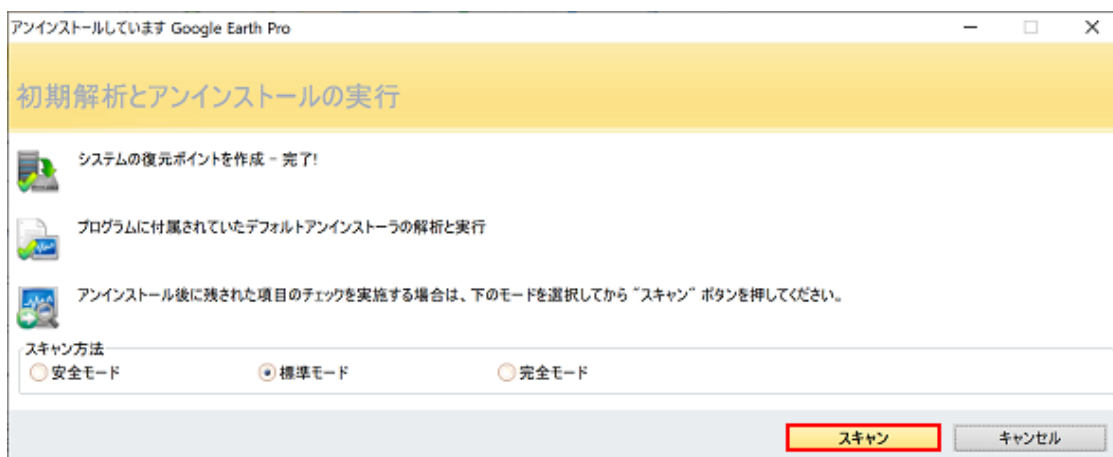 アンインストールしています Google Earth Pro
初期解析とアンインストールの実行
システムの復元ポイントを作成 – 完了!
プログラムに付属されていたデフォルトアンインストーラの解析と実行
アンインストール後に残された項目のチェックを実施する場合は、下のモードを選択してから ˝スキャン˝ ボタンを押してください。
スキャン方法
安全モード 標準モード 完全モード
スキャン キャンセル